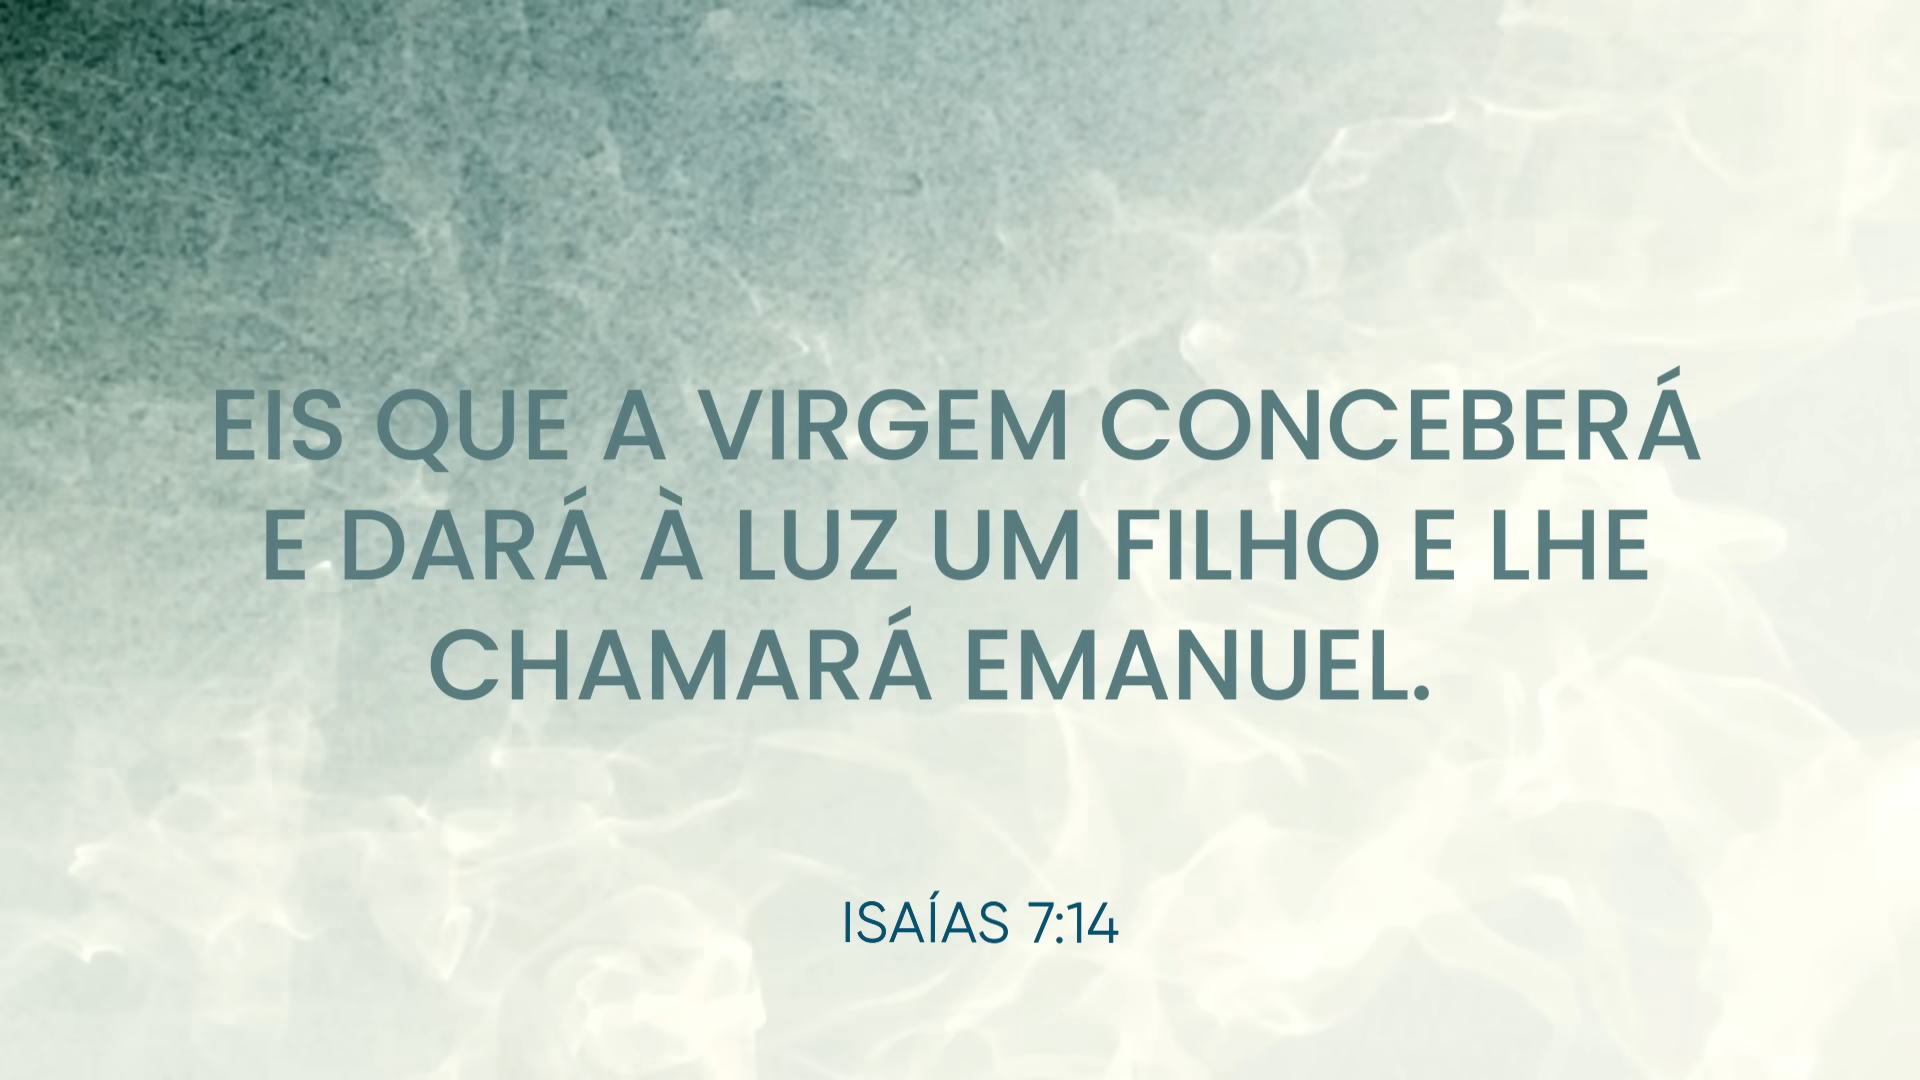 EIS QUE A VIRGEM CONCEBERÁ
E DARÁ À LUZ UM FILHO E LHE
CHAMARÁ EMANUEL.
ISAÍAS 7:14